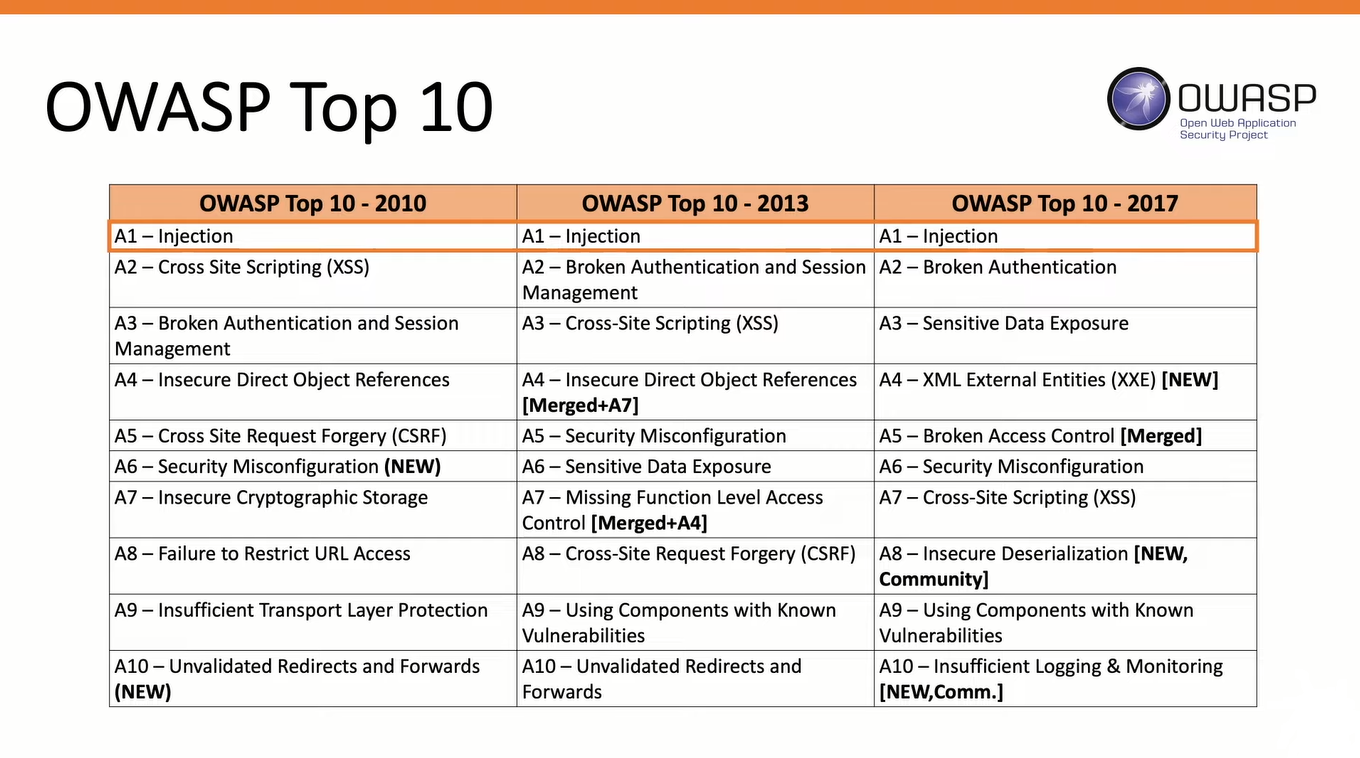 OWASP Top 10
OWASP
Open Web Application
Security Project
OWASP Top 10 - 2010
OWASP Top 10 - 2013
OWASP Top 10 - 2017
A1 – Injection
A1 – Injection
A1 – Injection
A2 – Cross Site Scripting (XSS)
A2 – Broken Authentication and Session
Management
A2 – Broken Authentication
A3 – Broken Authentication and Session
Management
A3 – Cross-Site Scripting (XSS)
A3 – Sensitive Data Exposure
A4 – Insecure Direct Object References
A4 – Insecure Direct Object References
[Merged+A7]
A4 – XML External Entities (XXE) [NEW]
A5 – Cross Site Request Forgery (CSRF)
A5 – Security Misconfiguration
A5 – Broken Access Control [Merged]
A6 – Security Misconfiguration (NEW)
A6 – Sensitive Data Exposure
A6 – Security Misconfiguration
A7 – Insecure Cryptographic Storage
A7 – Missing Function Level Access
Control [Merged+A4]
A7 – Cross-Site Scripting (XSS)
A8 – Failure to Restrict URL Access
A8 – Cross-Site Request Forgery (CSRF)
A8 – Insecure Deserialization [NEW,
Community]
A9 – Insufficient Transport Layer Protection
A9 – Using Components with Known
Vulnerabilities
A9 – Using Components with Known
Vulnerabilities
A10 – Unvalidated Redirects and Forwards
(NEW)
A10 – Unvalidated Redirects and
Forwards
A10 – Insufficient Logging & Monitoring
[NEW,Comm.]